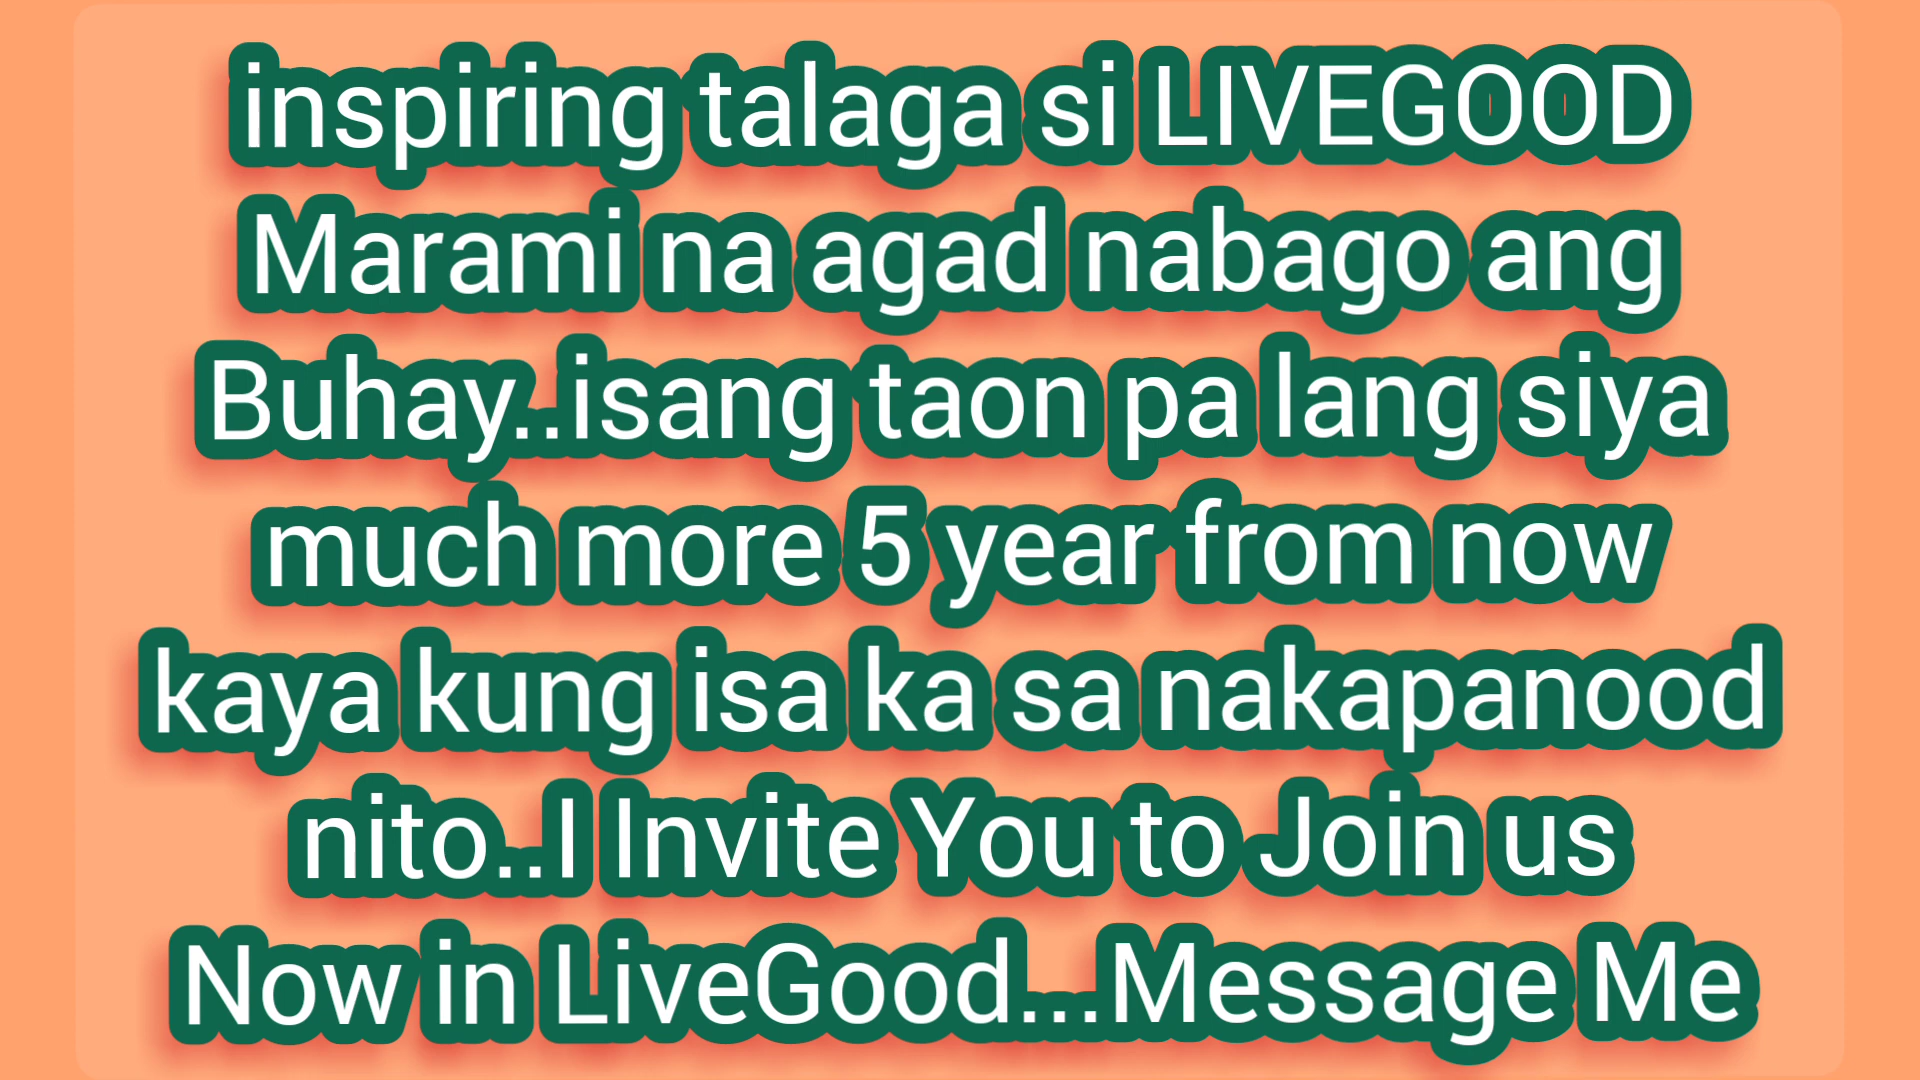 inspiring talaga si LIVEGOOD
Marami na agad nabago ang
Buhay..isang taon pa lang siya
much more 5 year from now
kaya kung isa ka sa nakapanood
nito..I Invite You to Join us
Now in LiveGood...Message Me